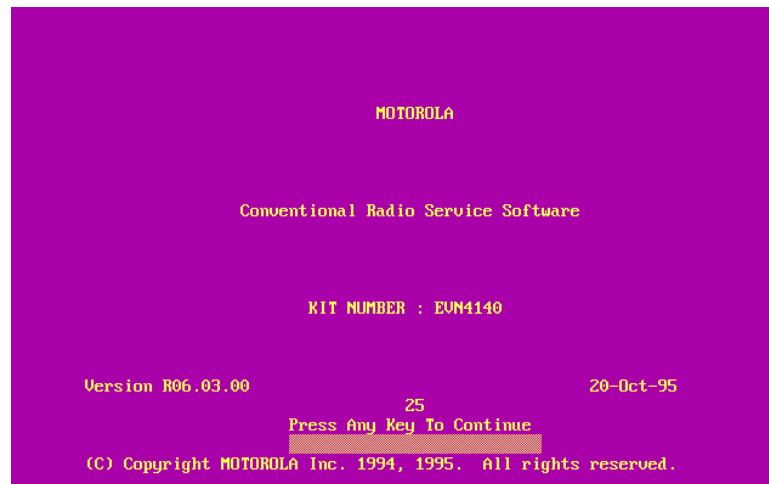 MOTOROLA
Conventional Radio Service Software
KIT NUMBER : EVN4140
Version R06.03.00 20-Oct-95
25
Press Any Key To Continue
(C) Copyright MOTOROLA Inc. 1994, 1995. All rights reserved.